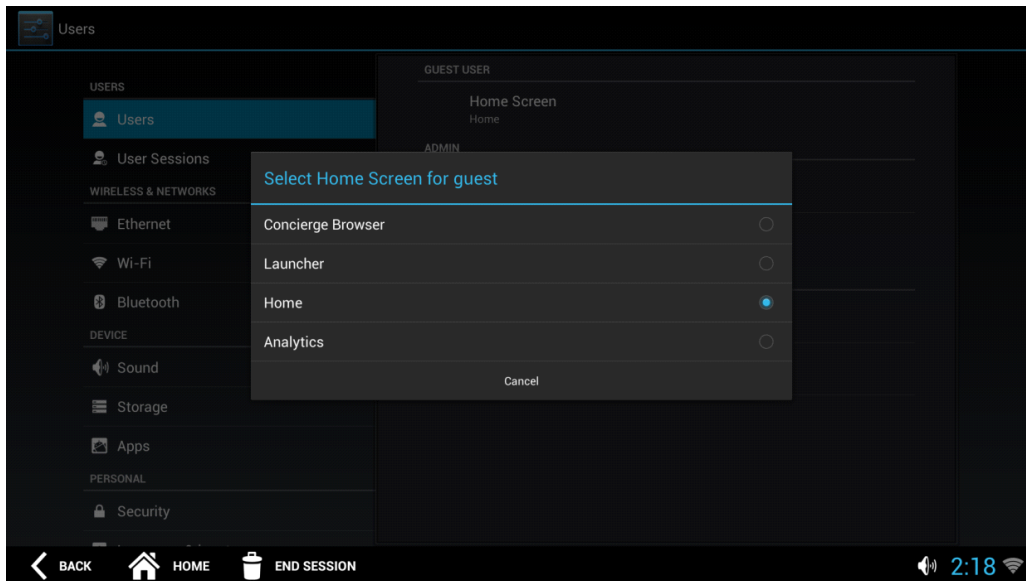 Users
USERS
Users
User Sessions
WIRELESS & NETWORKS
Ethernet
Wi-Fi
Bluetooth
DEVICE
Sound
Storage
Apps
PERSONAL
Security
GUEST USER
Home Screen
Home
ADMIN
Select Home Screen for guest
Concierge Browser
Launcher
Home
Analytics
Cancel
BACK
HOME
END SESSION
2:18